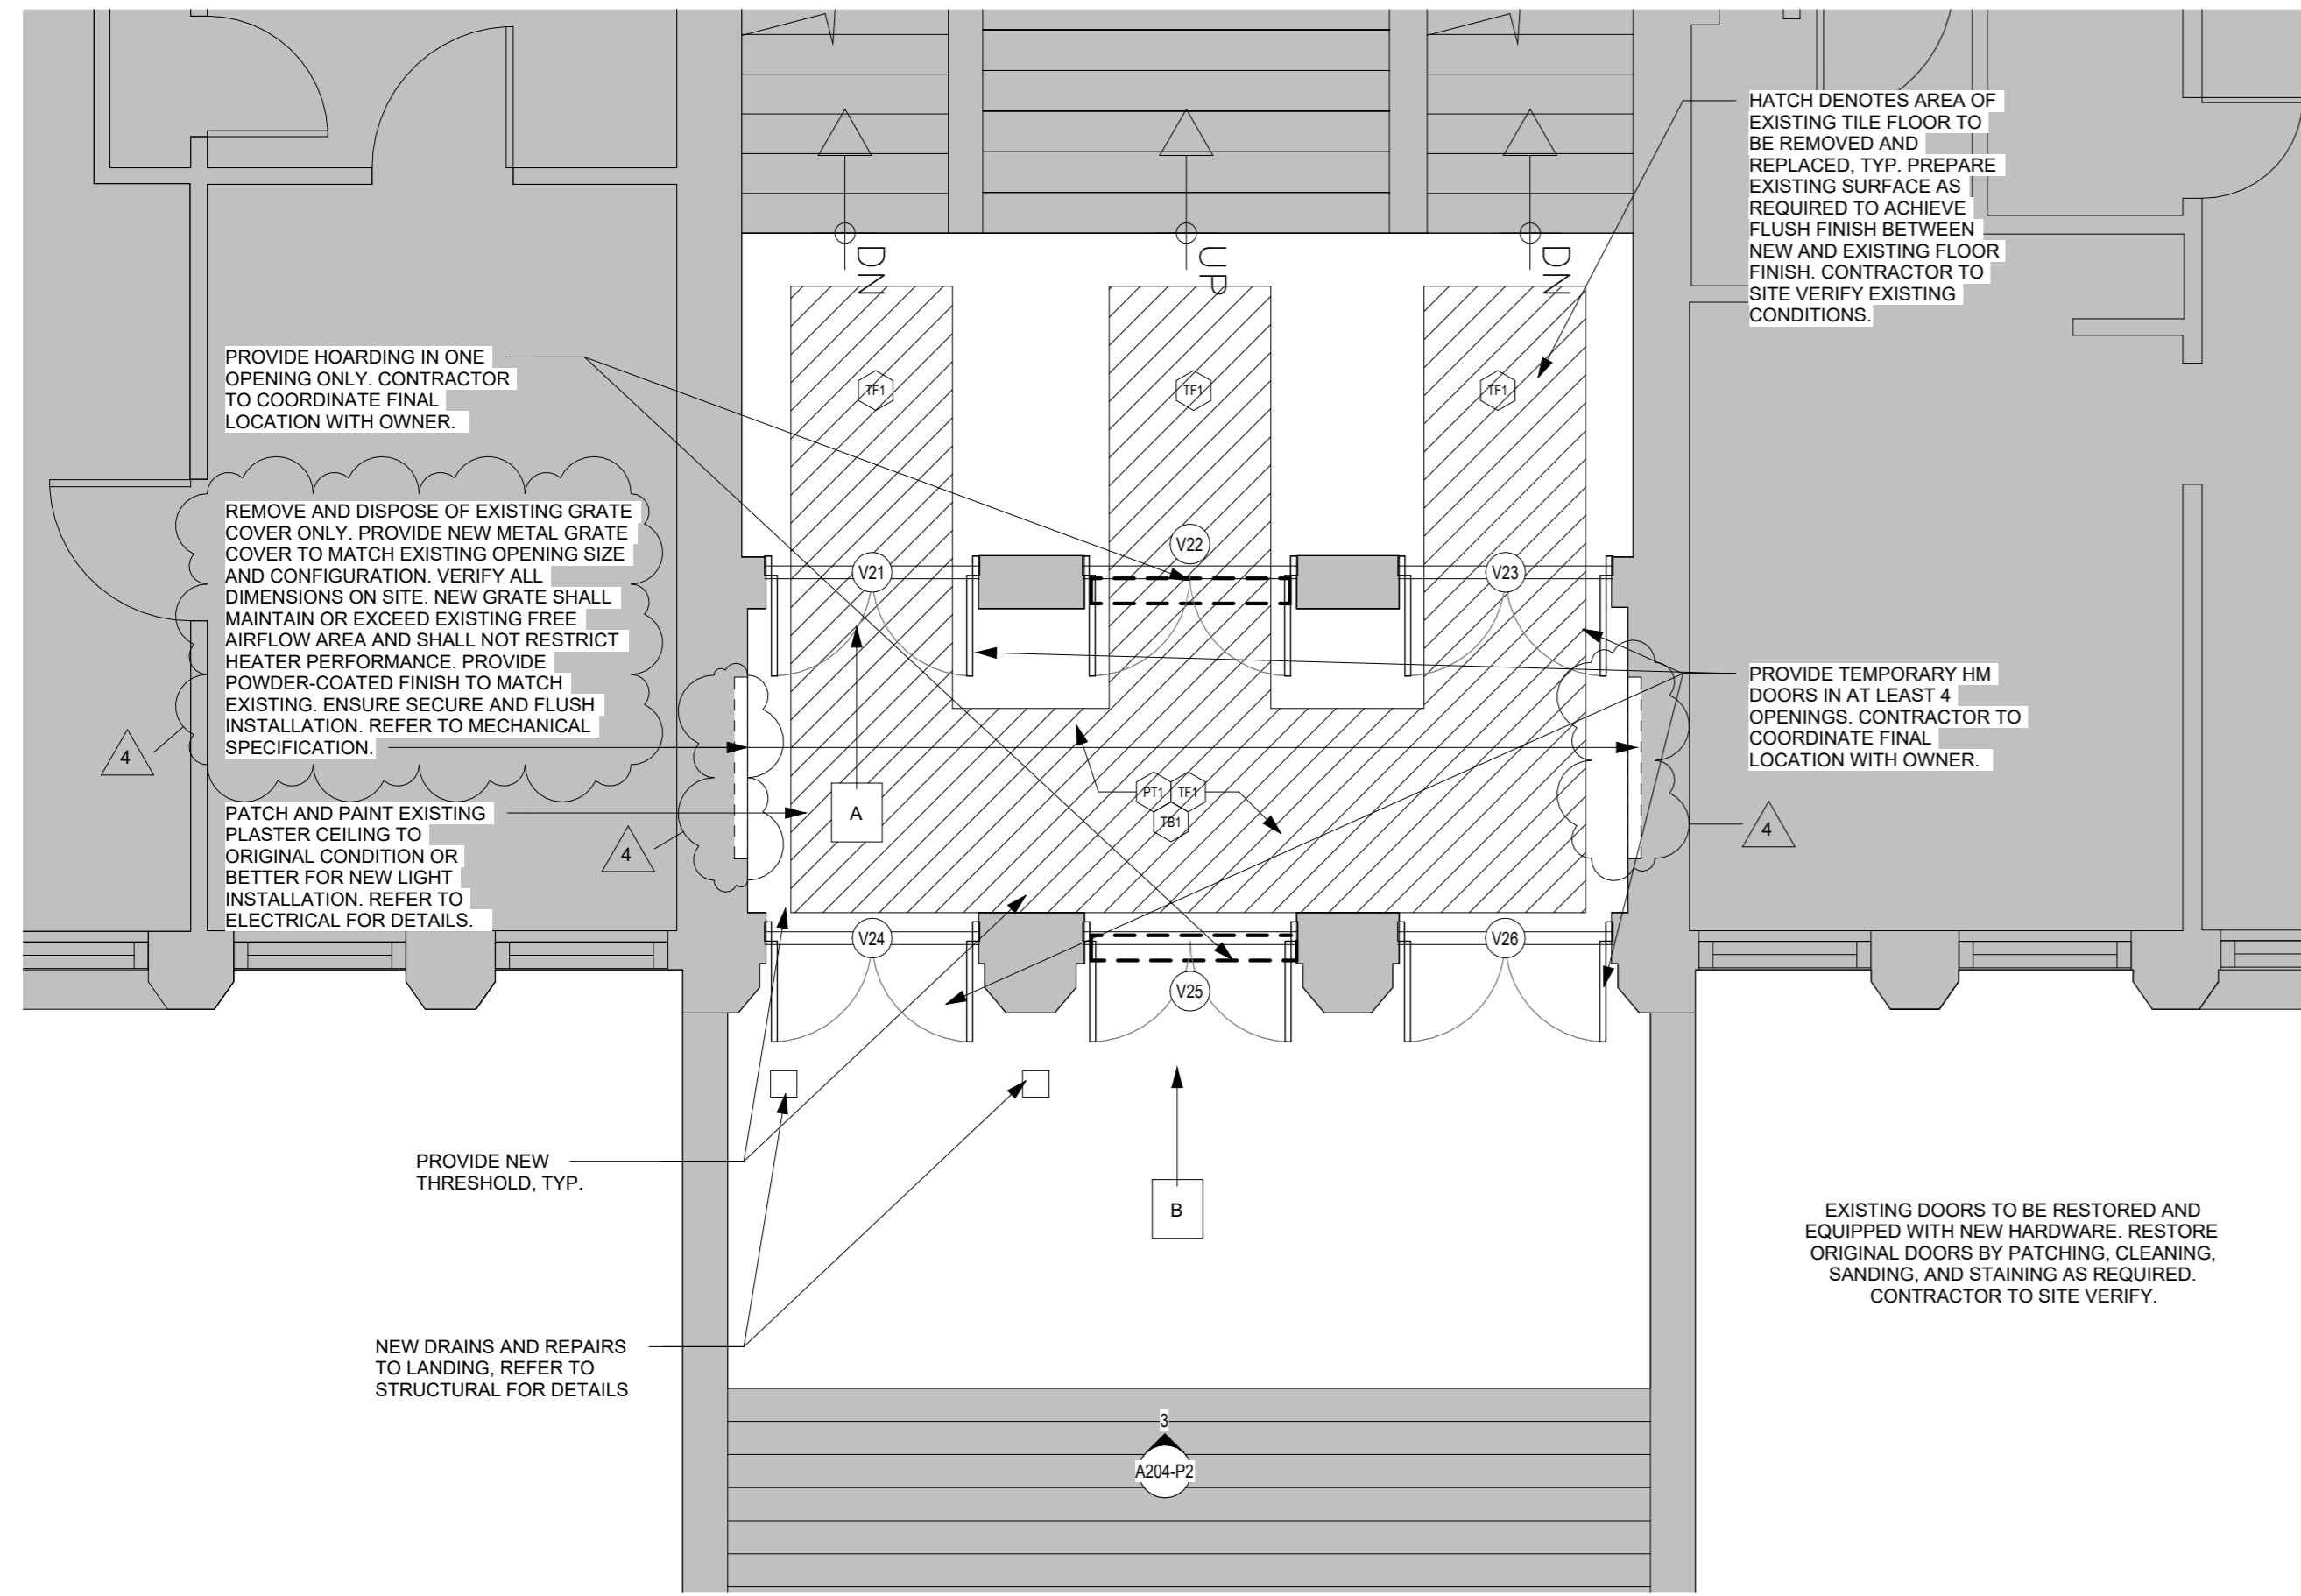 HATCH DENOTES AREA OF
EXISTING TILE FLOOR TO
BE REMOVED AND
REPLACED, TYP. PREPARE
EXISTING SURFACE AS
REQUIRED TO ACHIEVE
FLUSH FINISH BETWEEN
NEW AND EXISTING FLOOR
FINISH. CONTRACTOR TO
SITE VERIFY EXISTING
CONDITIONS.
DN
UP
DN
PROVIDE HOARDING IN ONE
OPENING ONLY. CONTRACTOR
TO COORDINATE FINAL
LOCATION WITH OWNER.
TF1
TF1
TF1
REMOVE AND DISPOSE OF EXISTING GRATE
COVER ONLY. PROVIDE NEW METAL GRATE
COVER TO MATCH EXISTING OPENING SIZE
AND CONFIGURATION. VERIFY ALL
DIMENSIONS ON SITE. NEW GRATE SHALL
MAINTAIN OR EXCEED EXISTING FREE
AIRFLOW AREA AND SHALL NOT RESTRICT
HEATER PERFORMANCE. PROVIDE
POWDER-COATED FINISH TO MATCH
EXISTING. ENSURE SECURE AND FLUSH
INSTALLATION. REFER TO MECHANICAL
SPECIFICATION.
4
V21
V22
V23
PROVIDE TEMPORARY HM
DOORS IN AT LEAST 4
OPENINGS. CONTRACTOR TO
COORDINATE FINAL
LOCATION WITH OWNER.
PATCH AND PAINT EXISTING
PLASTER CEILING TO
ORIGINAL CONDITION OR
BETTER FOR NEW LIGHT
INSTALLATION. REFER TO
ELECTRICAL FOR DETAILS.
4
A
PT1
TF1
TB1
4
V24
V25
V26
PROVIDE NEW
THRESHOLD, TYP.
B
EXISTING DOORS TO BE RESTORED AND
EQUIPPED WITH NEW HARDWARE. RESTORE
ORIGINAL DOORS BY PATCHING, CLEANING,
SANDING, AND STAINING AS REQUIRED.
CONTRACTOR TO SITE VERIFY.
NEW DRAINS AND REPAIRS
TO LANDING, REFER TO
STRUCTURAL FOR DETAILS
3
A204-P2